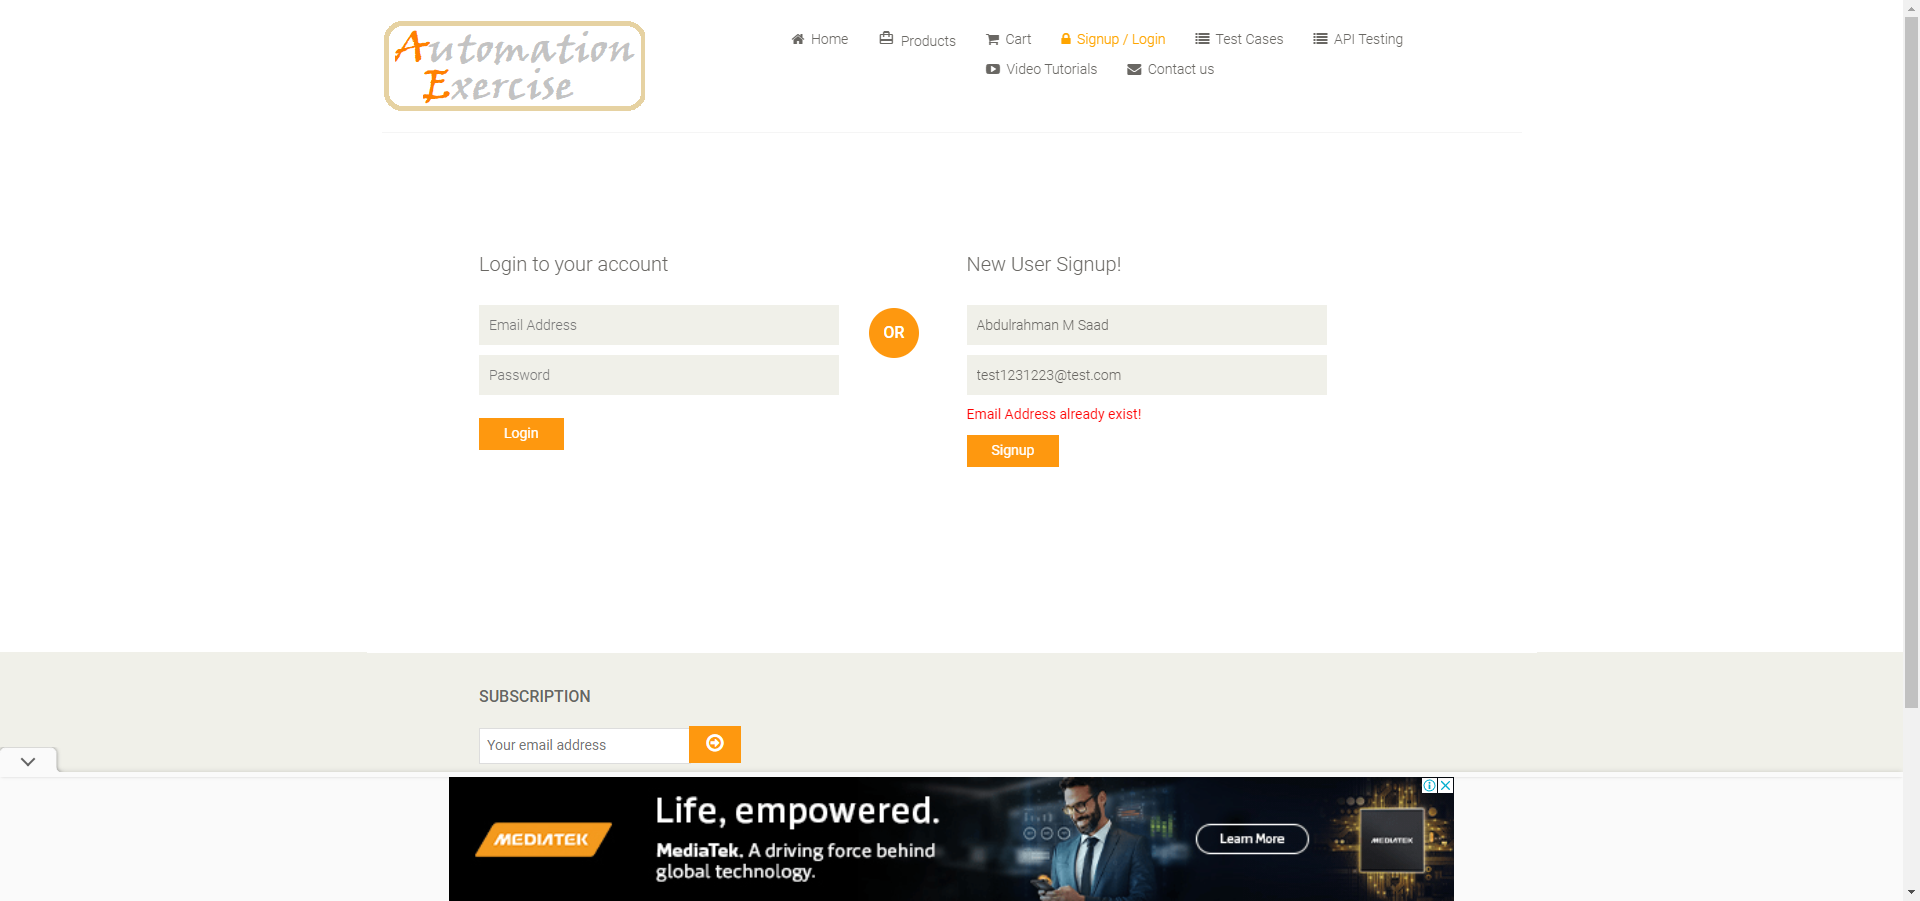 Automation
Exercise
Home
Products
Cart
Signup / Login
Test Cases
API Testing
Video Tutorials
Contact us
Login to your account
Email Address
Password
Login
OR
New User Signup!
Abdulrahman M Saad
test1231223@test.com
Email Address already exist!
Signup
SUBSCRIPTION
Your email address
MEDIATEK
Life, empowered.
MediaTek. A driving force behind
global technology.
Learn More
MEDIATEK